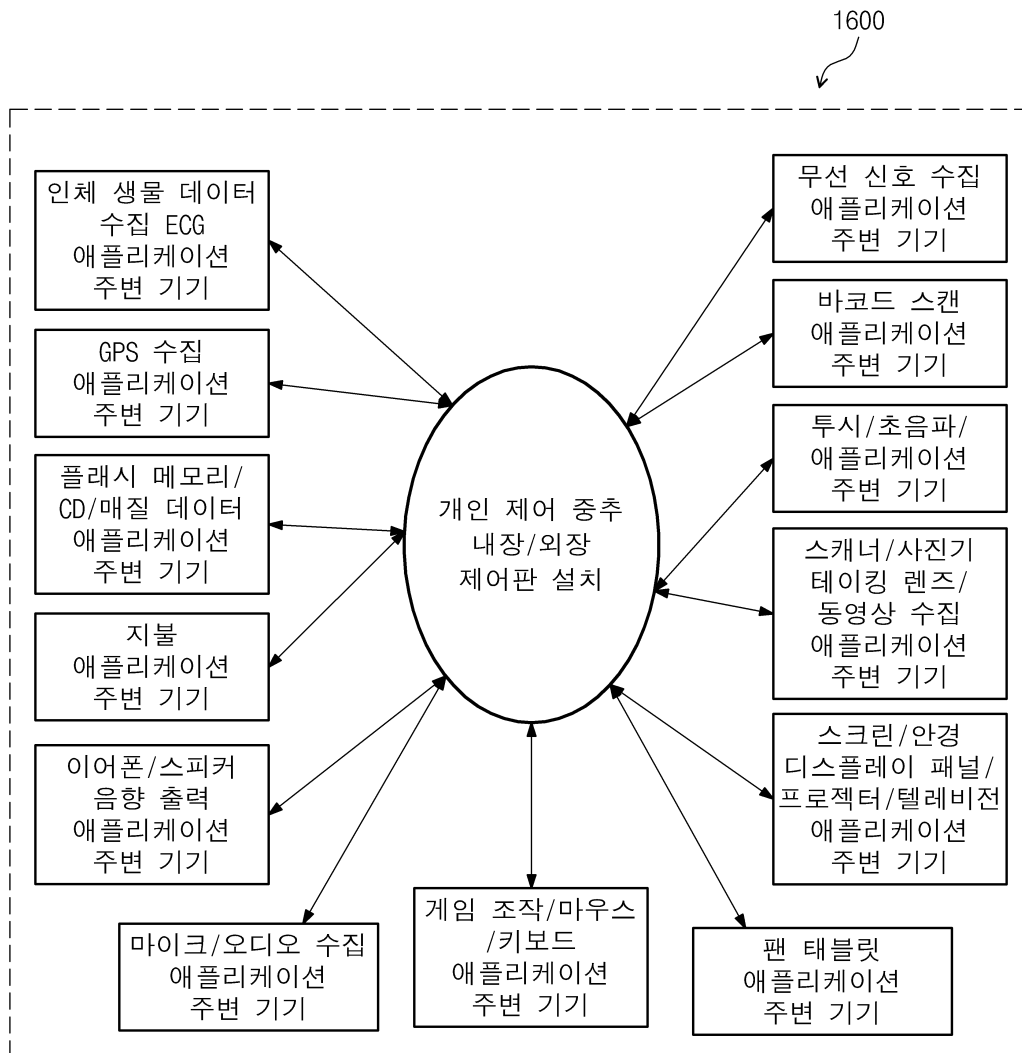 1600
인체 생물 데이터
수집 ECG
애플리케이션
주변 기기
GPS 수집
애플리케이션
주변 기기
플래시 메모리/
CD/매질 데이터
애플리케이션
주변 기기
지불
애플리케이션
주변 기기
이어폰/스피커
음향 출력
애플리케이션
주변 기기
마이크/오디오 수집
애플리케이션
주변 기기
개인 제어 중추
내장/외장
제어판 설치
게임 조작/마우스
/키보드
애플리케이션
주변 기기
무선 신호 수집
애플리케이션
주변 기기
바코드 스캔
애플리케이션
주변 기기
투시/초음파/
애플리케이션
주변 기기
스캐너/사진기
테이킹 렌즈/
동영상 수집
애플리케이션
주변 기기
스크린/안경
디스플레이 패널/
프로젝터/텔레비전
애플리케이션
주변 기기
팬 태블릿
애플리케이션
주변 기기